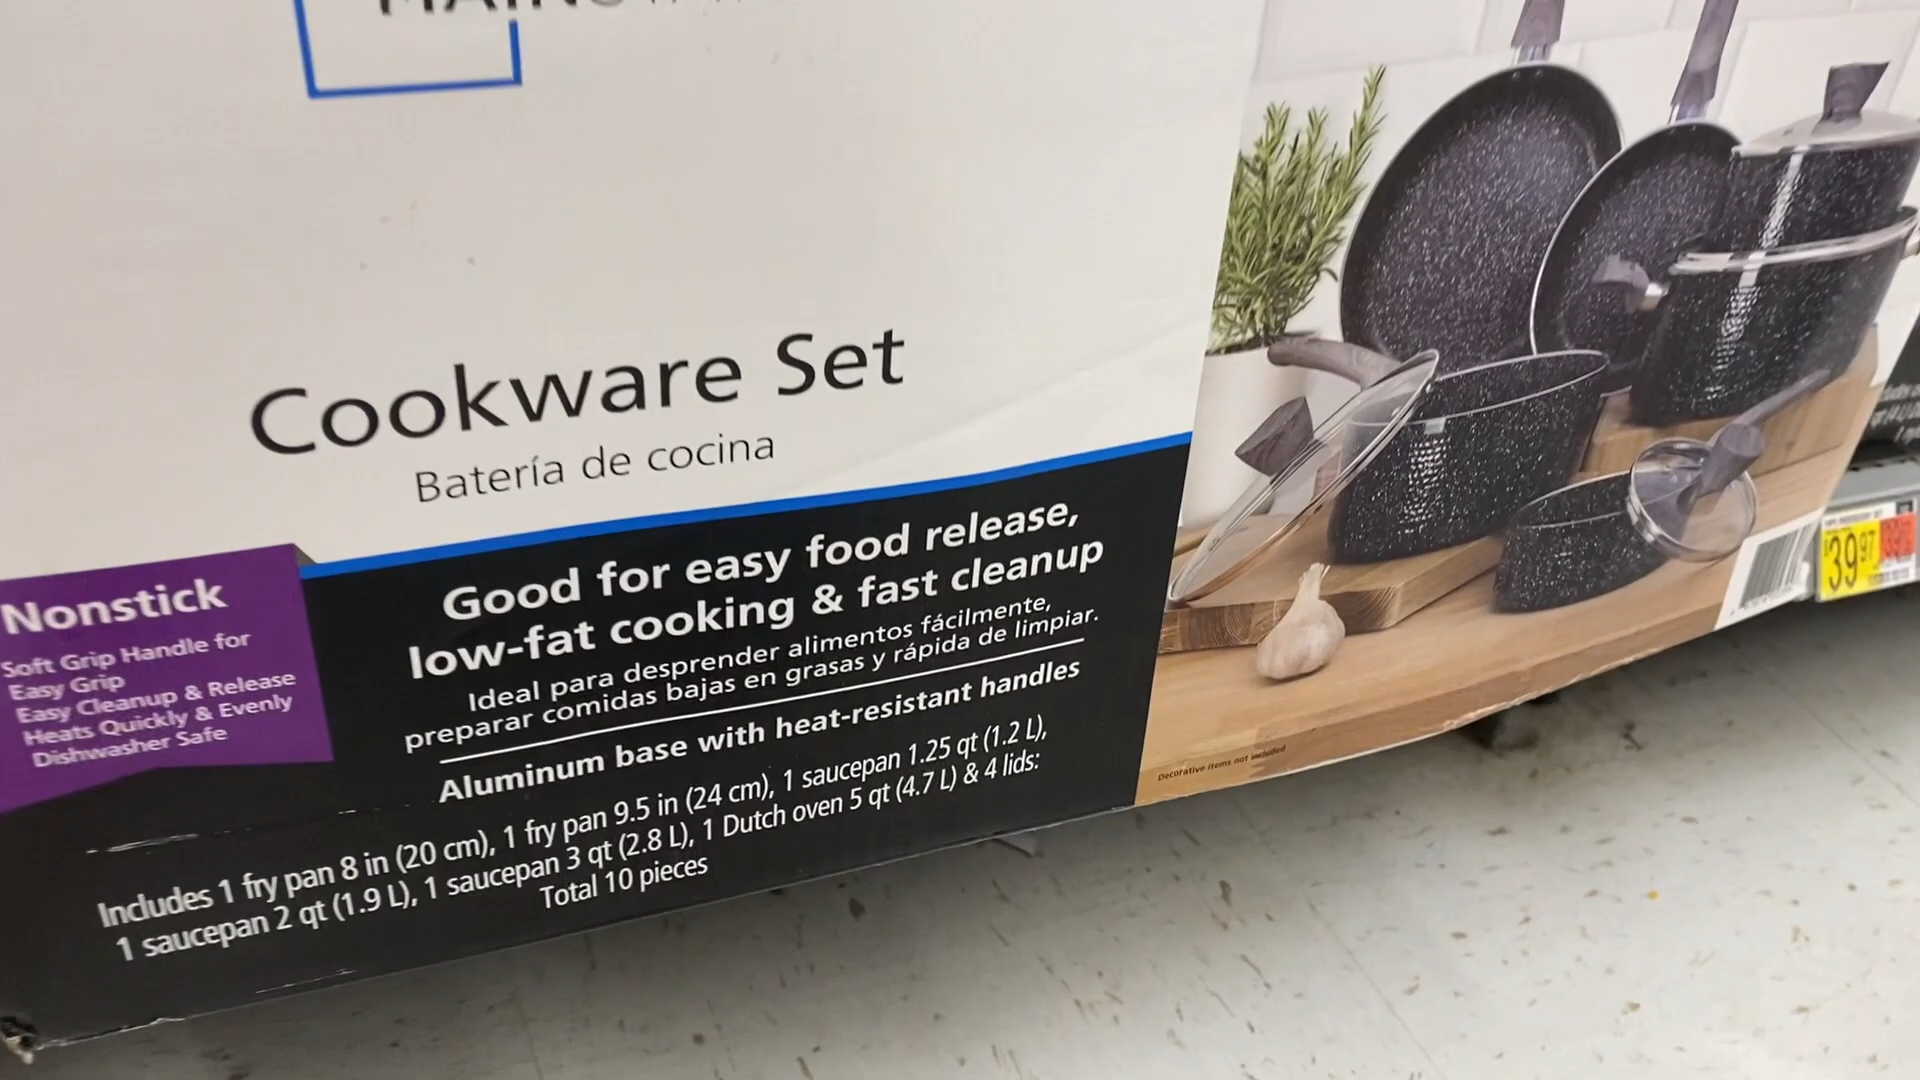 Cookware Set
Batería de cocina
Good for easy food release,
low-fat cooking & fast cleanup
Ideal para desprender alimentos fácilmente,
preparar comidas bajas en grasas y rápida de limpiar.
Aluminum base with heat-resistant handles
Includes 1 fry pan 8 in (20 cm), 1 fry pan 9.5 in (24 cm), 1 saucepan 1.25 qt (1.2 L),
1 saucepan 2 qt (1.9 L), 1 saucepan 3 qt (2.8 L), 1 Dutch oven 5 qt (4.7 L) & 4 lids:
Total 10 pieces
Nonstick
Soft Grip Handle for
Easy Grip
Easy Cleanup & Release
Heats Quickly & Evenly
Dishwasher Safe
Decorative items not included
$39.97